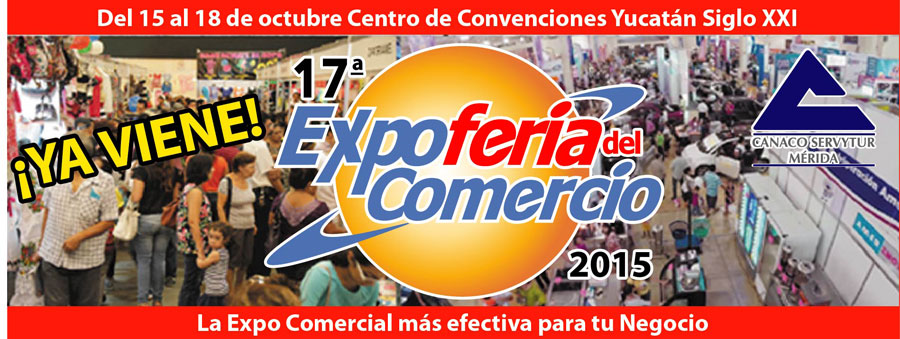 Del 15 al 18 de octubre Centro de Convenciones Yucatán Siglo XXI
¡YA VIENE!
17ª
Expoferia del
Comercio
2015
CANACO SERVYTUR
MÉRIDA
La Expo Comercial más efectiva para tu Negocio